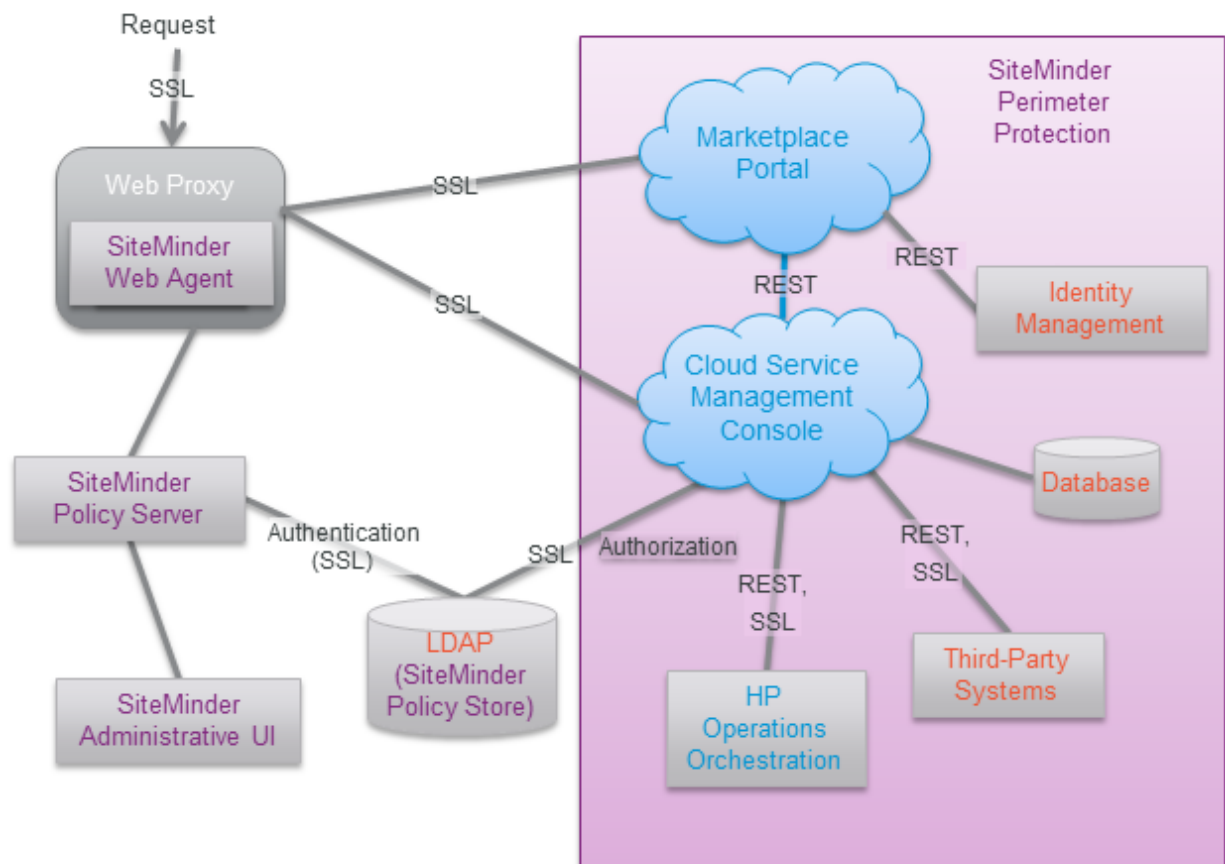 Request
SSL
SiteMinder
Perimeter
Protection
Marketplace
Portal
Web Proxy
SSL
SiteMinder
Web Agent
REST
REST
Identity
Management
SSL
Cloud Service
Management
Console
SiteMinder
Policy Server
Database
Authentication
(SSL)
SSL
Authorization
REST,
SSL
REST,
SSL
LDAP
(SiteMinder
Policy Store)
Third-Party
Systems
SiteMinder
Administrative UI
HP
Operations
Orchestration